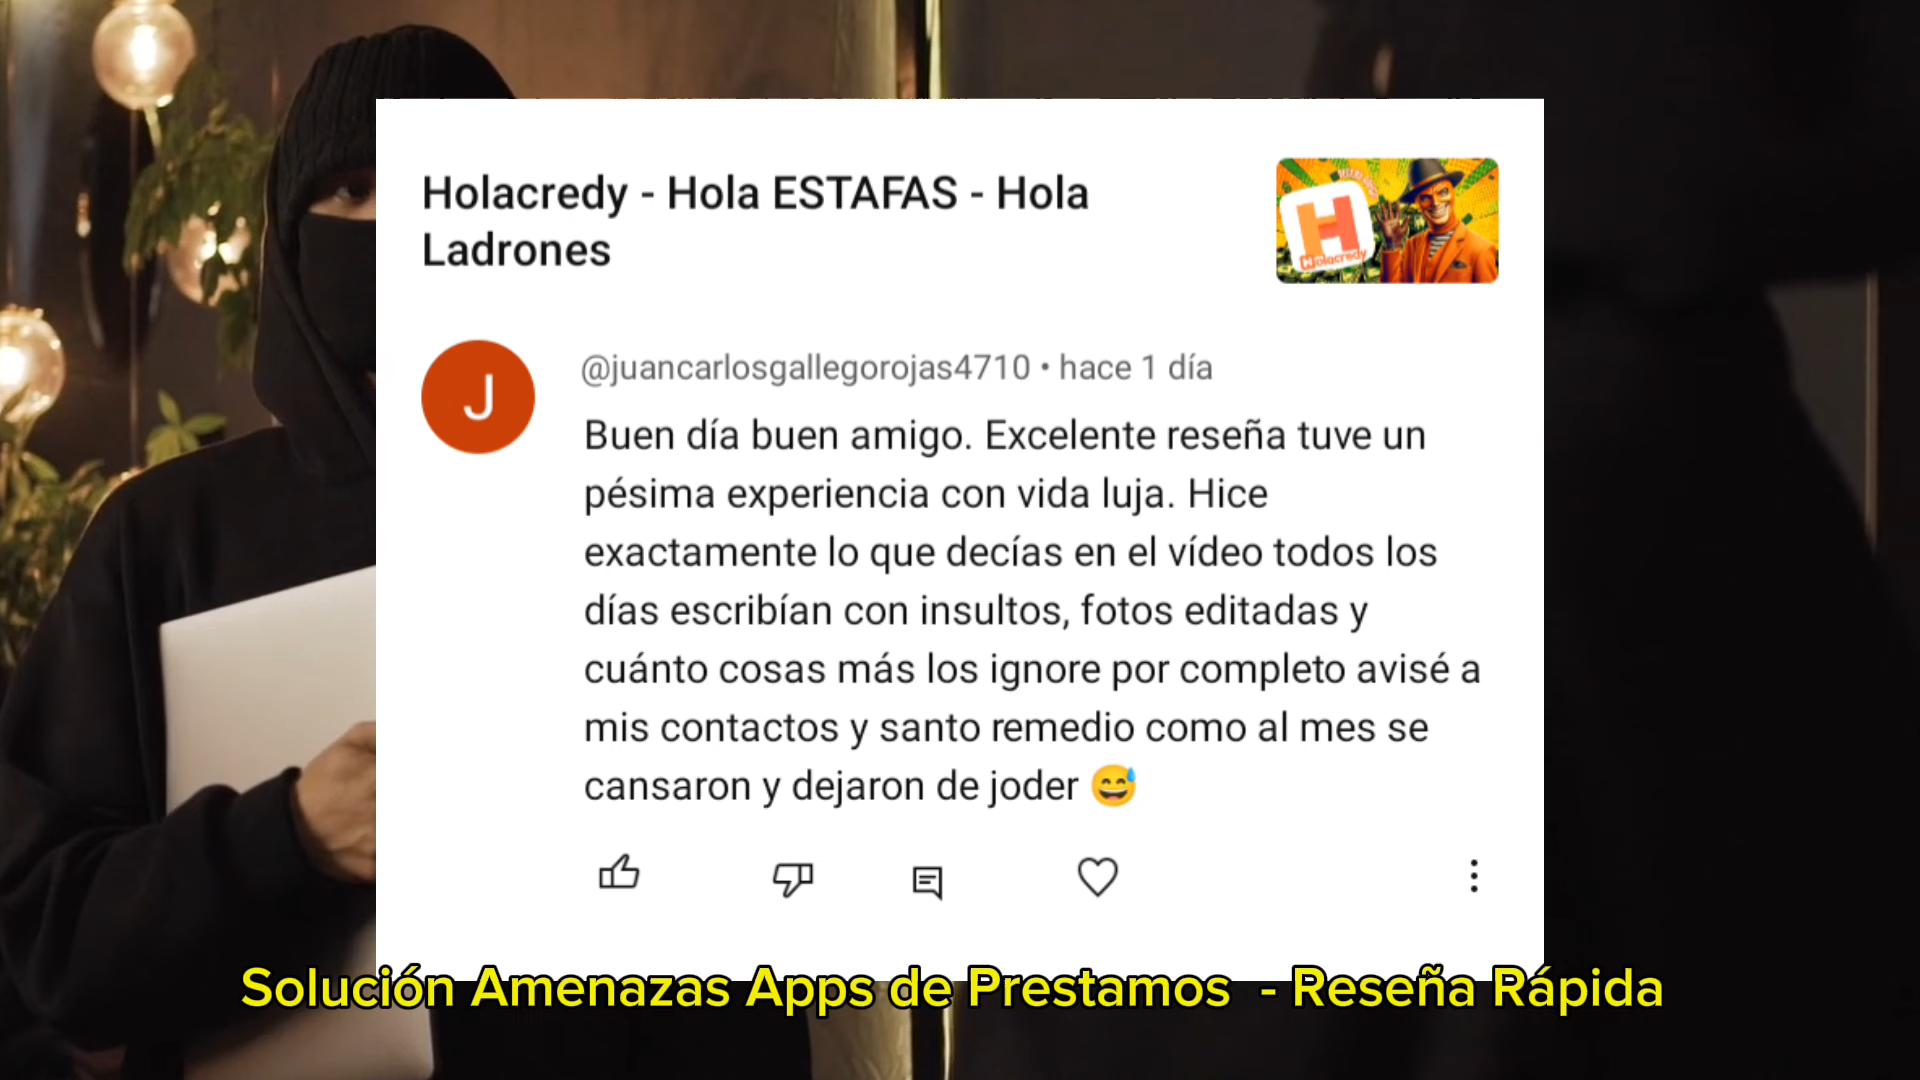 Holacredy - Hola ESTAFAS - Hola
Ladrones
H
Holacredy
J
@juancarlosgallegorojas4710 • hace 1 día
Buen día buen amigo. Excelente reseña tuve un
pésima experiencia con vida luja. Hice
exactamente lo que decías en el vídeo todos los
días escribían con insultos, fotos editadas y
cuánto cosas más los ignore por completo avisé a
mis contactos y santo remedio como al mes se
cansaron y dejaron de joder 😅
Solución Amenazas Apps de Prestamos - Reseña Rápida